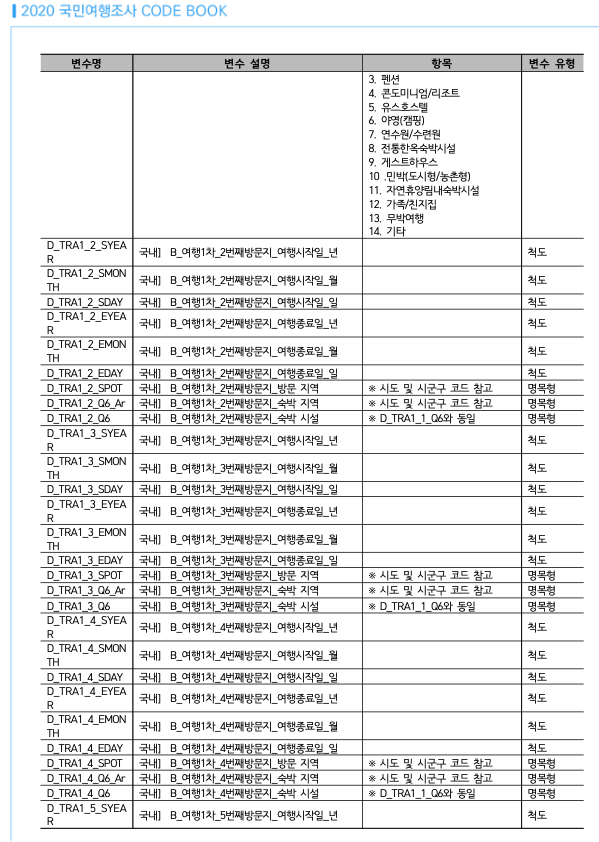 2020 국민여행조사 CODE BOOK
변수명 변수 설명 항목 변수 유형
3. 펜션
4. 콘도미니엄/리조트
5. 유스호스텔
6. 야영(캠핑)
7. 연수원/수련원
8. 전통한옥숙박시설
9. 게스트하우스
10 .민박(도시형/농촌형)
11. 자연휴양림내숙박시설
12. 가족/친지집
13. 무박여행
14. 기타
D_TRA1_2_SYEA
R 국내] B_여행1차_2번째방문지_여행시작일_년 척도
D_TRA1_2_SMON
TH 국내] B_여행1차_2번째방문지_여행시작일_월 척도
D_TRA1_2_SDAY 국내] B_여행1차_2번째방문지_여행시작일_일 척도
D_TRA1_2_EYEA
R 국내] B_여행1차_2번째방문지_여행종료일_년 척도
D_TRA1_2_EMON
TH 국내] B_여행1차_2번째방문지_여행종료일_월 척도
D_TRA1_2_EDAY 국내] B_여행1차_2번째방문지_여행종료일_일 척도
D_TRA1_2_SPOT 국내] B_여행1차_2번째방문지_방문 지역 ※ 시도 및 시군구 코드 참고 명목형
D_TRA1_2_Q6_Ar 국내] B_여행1차_2번째방문지_숙박 지역 ※ 시도 및 시군구 코드 참고 명목형
D_TRA1_2_Q6 국내] B_여행1차_2번째방문지_숙박 시설 ※ D_TRA1_1_Q6와 동일 명목형
D_TRA1_3_SYEA
R 국내] B_여행1차_3번째방문지_여행시작일_년 척도
D_TRA1_3_SMON
TH 국내] B_여행1차_3번째방문지_여행시작일_월 척도
D_TRA1_3_SDAY 국내] B_여행1차_3번째방문지_여행시작일_일 척도
D_TRA1_3_EYEA
R 국내] B_여행1차_3번째방문지_여행종료일_년 척도
D_TRA1_3_EMON
TH 국내] B_여행1차_3번째방문지_여행종료일_월 척도
D_TRA1_3_EDAY 국내] B_여행1차_3번째방문지_여행종료일_일 척도
D_TRA1_3_SPOT 국내] B_여행1차_3번째방문지_방문 지역 ※ 시도 및 시군구 코드 참고 명목형
D_TRA1_3_Q6_Ar 국내] B_여행1차_3번째방문지_숙박 지역 ※ 시도 및 시군구 코드 참고 명목형
D_TRA1_3_Q6 국내] B_여행1차_3번째방문지_숙박 시설 ※ D_TRA1_1_Q6와 동일 명목형
D_TRA1_4_SYEA
R 국내] B_여행1차_4번째방문지_여행시작일_년 척도
D_TRA1_4_SMON
TH 국내] B_여행1차_4번째방문지_여행시작일_월 척도
D_TRA1_4_SDAY 국내] B_여행1차_4번째방문지_여행시작일_일 척도
D_TRA1_4_EYEA
R 국내] B_여행1차_4번째방문지_여행종료일_년 척도
D_TRA1_4_EMON
TH 국내] B_여행1차_4번째방문지_여행종료일_월 척도
D_TRA1_4_EDAY 국내] B_여행1차_4번째방문지_여행종료일_일 척도
D_TRA1_4_SPOT 국내] B_여행1차_4번째방문지_방문 지역 ※ 시도 및 시군구 코드 참고 명목형
D_TRA1_4_Q6_Ar 국내] B_여행1차_4번째방문지_숙박 지역 ※ 시도 및 시군구 코드 참고 명목형
D_TRA1_4_Q6 국내] B_여행1차_4번째방문지_숙박 시설 ※ D_TRA1_1_Q6와 동일 명목형
D_TRA1_5_SYEA
R 국내] B_여행1차_5번째방문지_여행시작일_년 척도